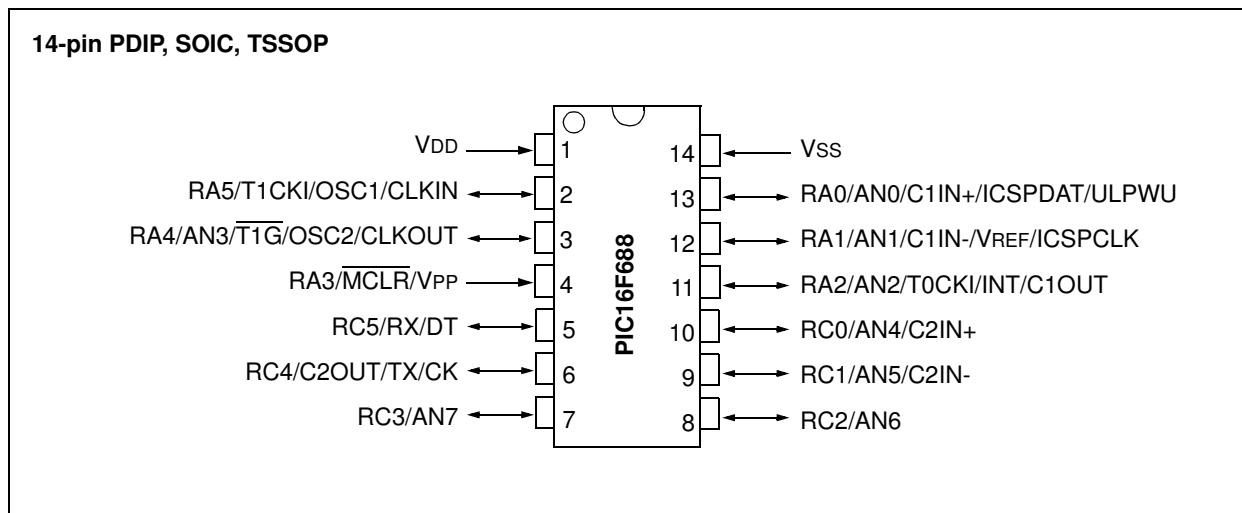 14-pin PDIP, SOIC, TSSOP
VDD 1 14 VSS
RA5/T1CKI/OSC1/CLKIN 2 13 RA0/AN0/C1IN+/ICSPDAT/ULPWU
RA4/AN3/T1G/OSC2/CLKOUT 3 12 RA1/AN1/C1IN-/VREF/ICSPCLK
RA3/MCLR/VPP 4 11 RA2/AN2/T0CKI/INT/C1OUT
RC5/RX/DT 5 10 RC0/AN4/C2IN+
RC4/C2OUT/TX/CK 6 9 RC1/AN5/C2IN-
RC3/AN7 7 8 RC2/AN6
PIC16F688